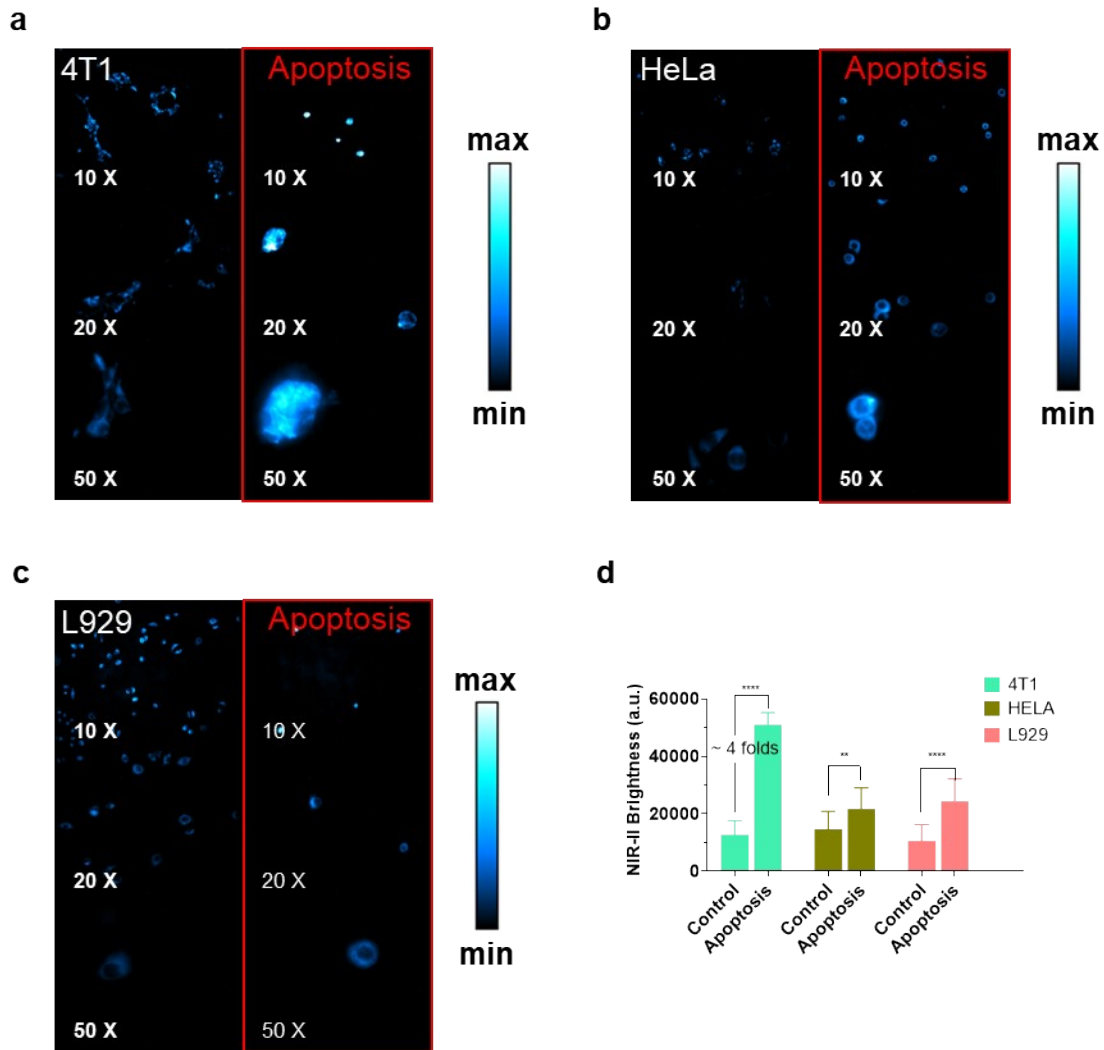 a
4T1
Apoptosis
10 X
10 X
20 X
20 X
50 X
50 X
max
min
b
HeLa
Apoptosis
10 X
10 X
20 X
20 X
50 X
50 X
max
min
c
L929
Apoptosis
10 X
10 X
20 X
20 X
50 X
50 X
max
min
d
4T1
HELA
L929
NIR-II Brightness (a.u.)
60000
40000
20000
0
****
~ 4 folds
**
****
Control
Apoptosis
Control
Apoptosis
Control
Apoptosis